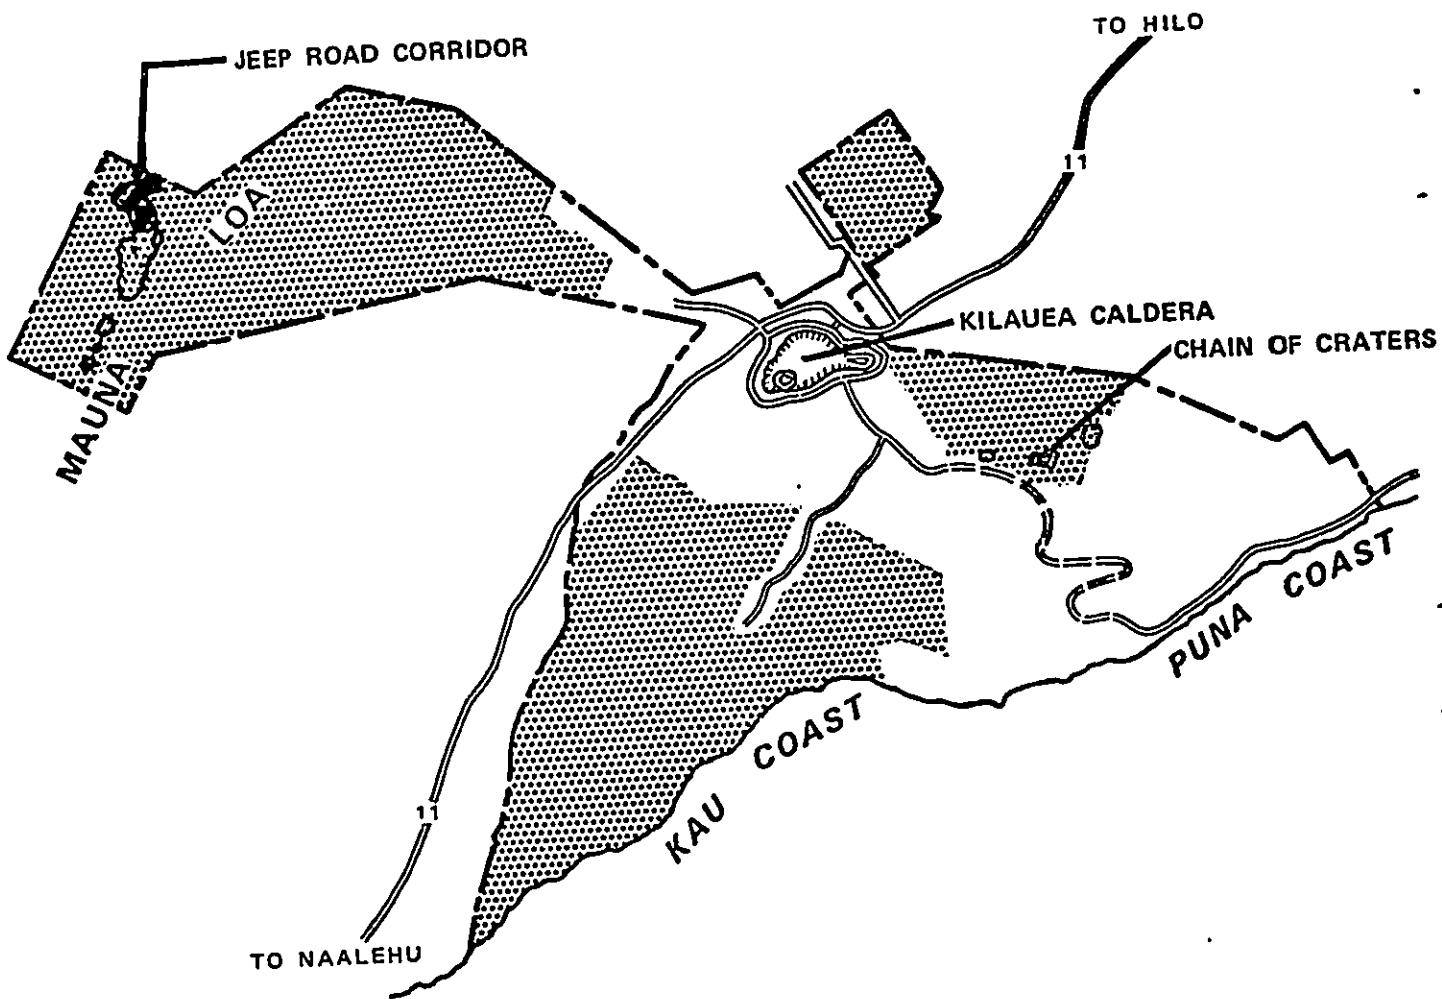 TO HILO
JEEP ROAD CORRIDOR
11
LOA
KILAUEA CALDERA
CHAIN OF CRATERS
MAUNA
PUNA COAST
KAU COAST
11
TO NAALEHU